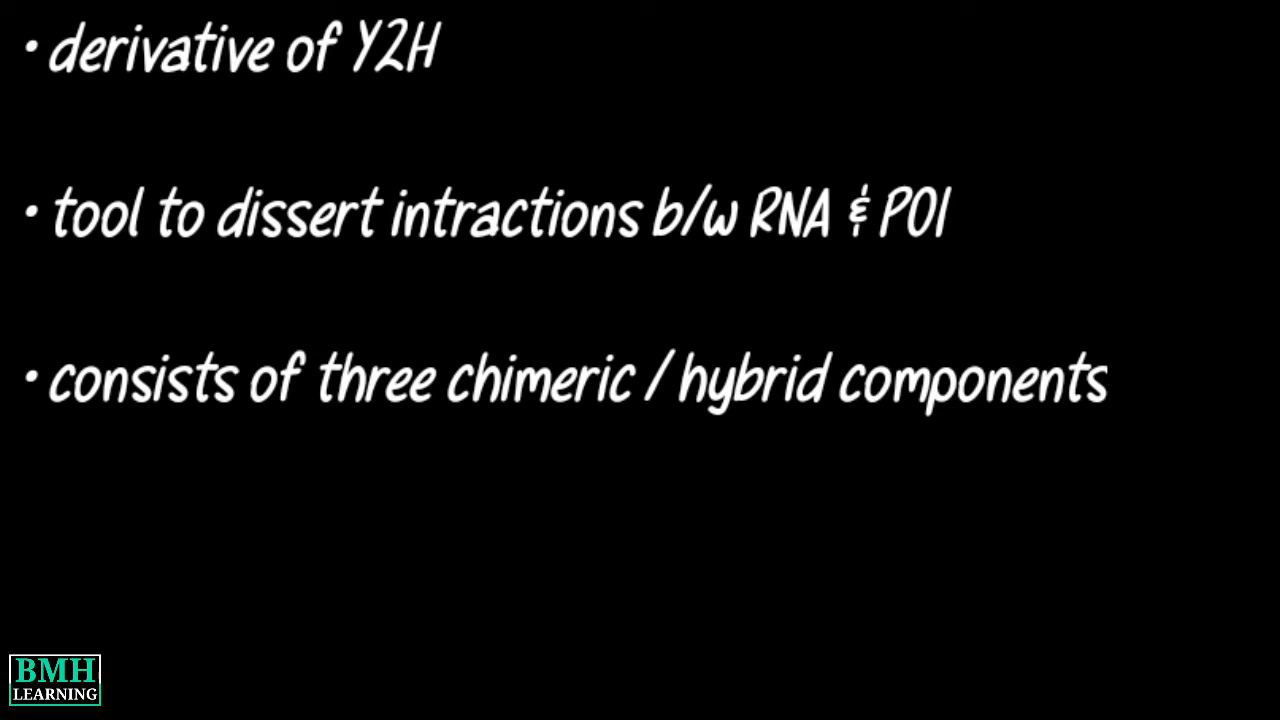 • derivative of Y2H
• tool to dissert intractions b/w RNA & POI
• consists of three chimeric / hybrid components
BMH
LEARNING